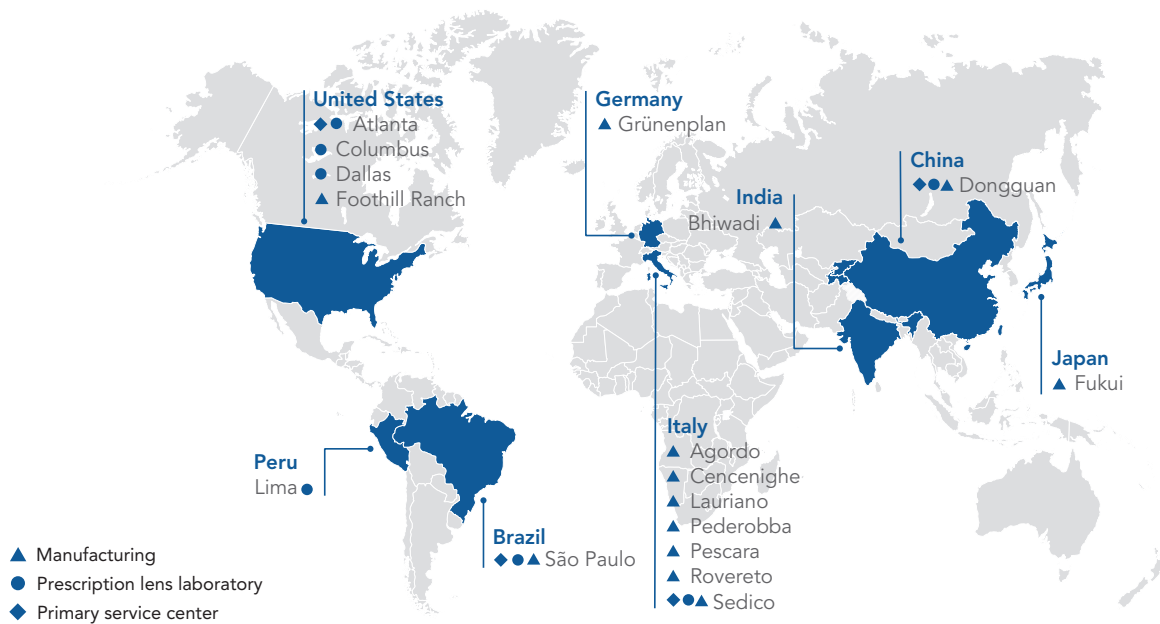 United States
Atlanta
Columbus
Dallas
Foothill Ranch
Germany
Grünenplan
China
Dongguan
India
Bhiwadi
Japan
Fukui
Italy
Agordo
Cencenighe
Lauriano
Pederobba
Pescara
Rovereto
Sedico
Peru
Lima
Brazil
São Paulo
Manufacturing
Prescription lens laboratory
Primary service center